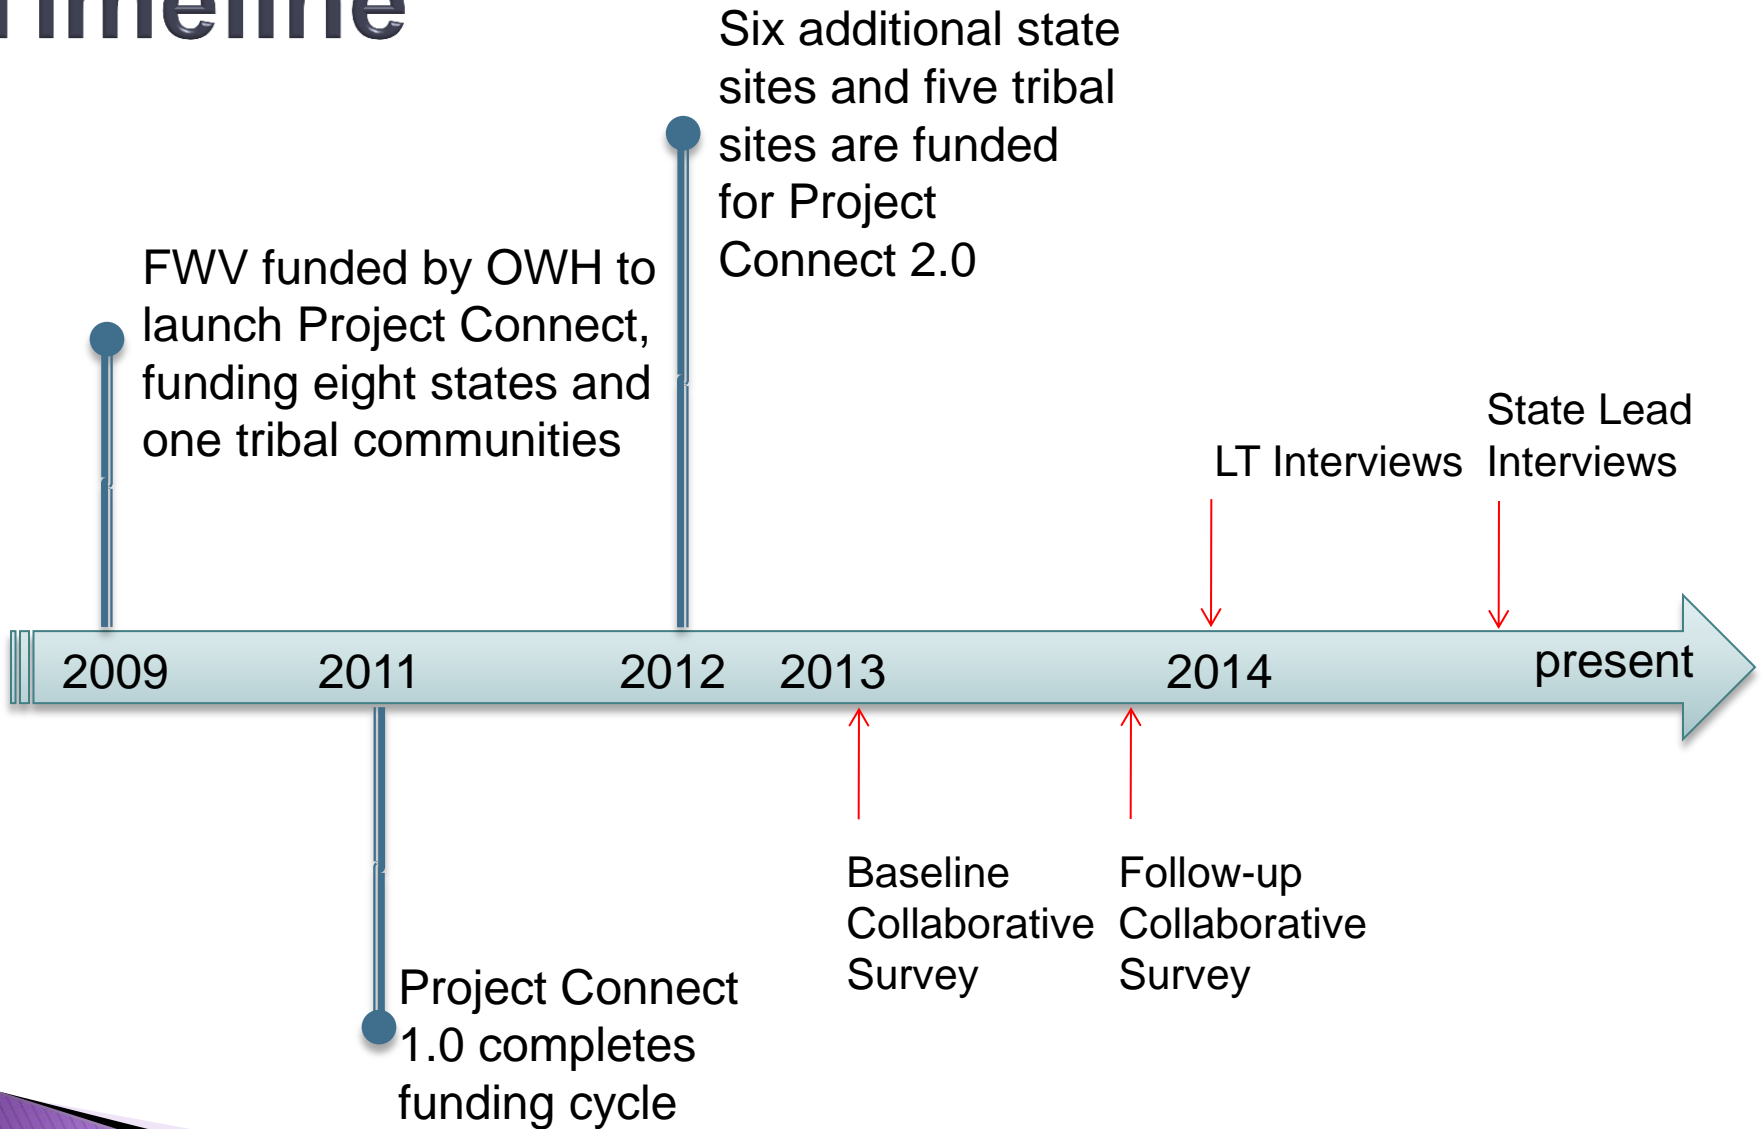 Timeline
Six additional state
sites and five tribal
sites are funded
for Project
Connect 2.0
FWV funded by OWH to
launch Project Connect,
funding eight states and
one tribal communities
LT Interviews
State Lead
Interviews
2009
2011
2012
2013
2014
present
Baseline
Collaborative
Survey
Follow-up
Collaborative
Survey
Project Connect
1.0 completes
funding cycle